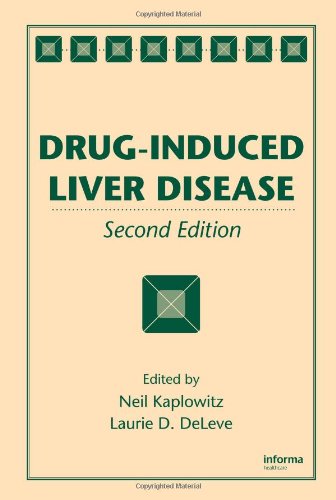 DRUG-INDUCED
LIVER DISEASE
Second Edition
Edited by
Neil Kaplowitz
Laurie D. DeLeve
informa
healthcare